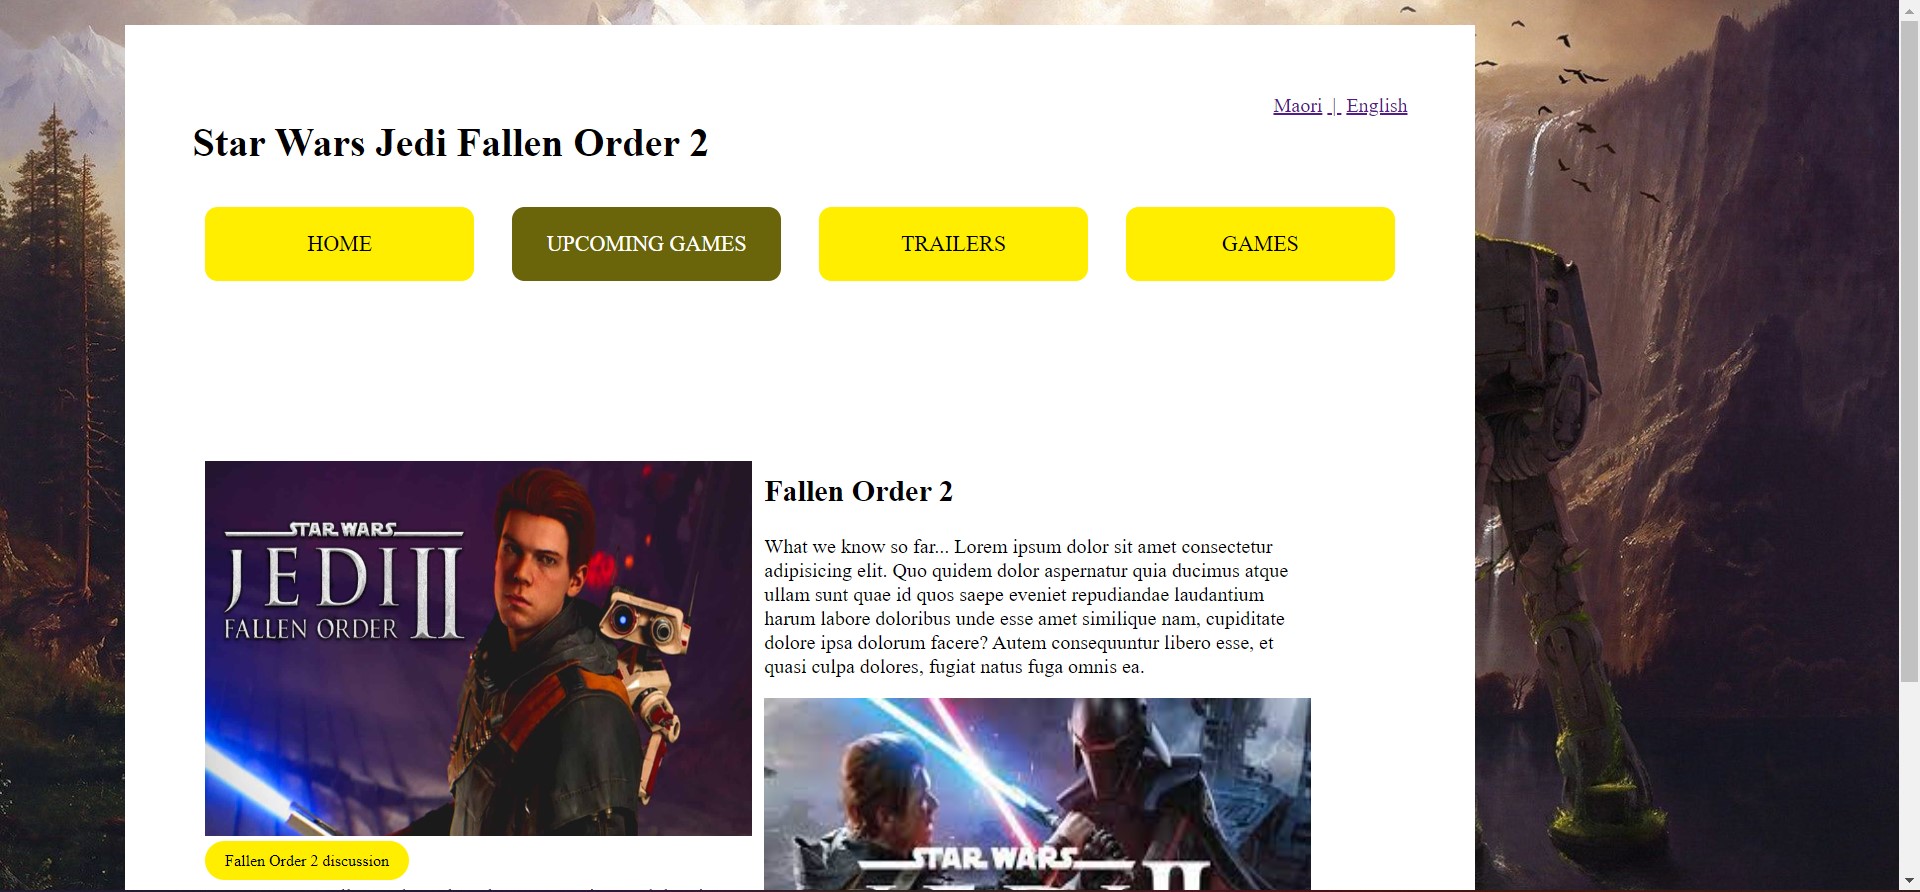 Maori | English
Star Wars Jedi Fallen Order 2
HOME
UPCOMING GAMES
TRAILERS
GAMES
STAR WARS
JEDI II
FALLEN ORDER
Fallen Order 2 discussion
Fallen Order 2
What we know so far... Lorem ipsum dolor sit amet consectetur
adipisicing elit. Quo quidem dolor aspernatur quia ducimus atque
ullam sunt quae id quos saepe eveniet repudiandae laudantium
harum labore doloribus unde esse amet similique nam, cupiditate
dolore ipsa dolorum facere? Autem consequuntur libero esse, et
quasi culpa dolores, fugiat natus fuga omnis ea.
STAR WARS